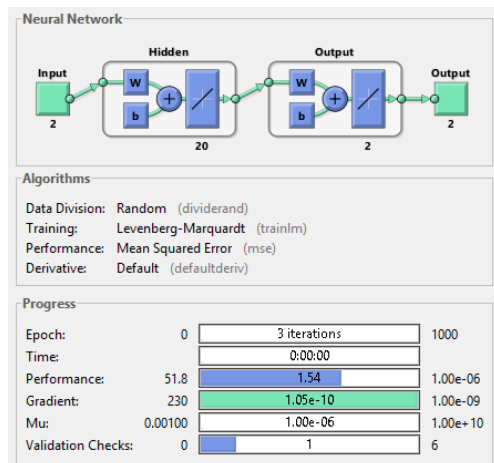 Neural Network
Hidden
Output
Input
Output
W
b
+
W
b
+
2
20
2
2
Algorithms
Data Division: Random (dividerand)
Training: Levenberg-Marquardt (trainlm)
Performance: Mean Squared Error (mse)
Derivative: Default (defaultderiv)
Progress
Epoch: 0 3 iterations 1000
Time: 0:00:00
Performance: 51.8 1.54 1.00e-06
Gradient: 230 1.05e-10 1.00e-09
Mu: 0.00100 1.00e-06 1.00e+10
Validation Checks: 0 1 6